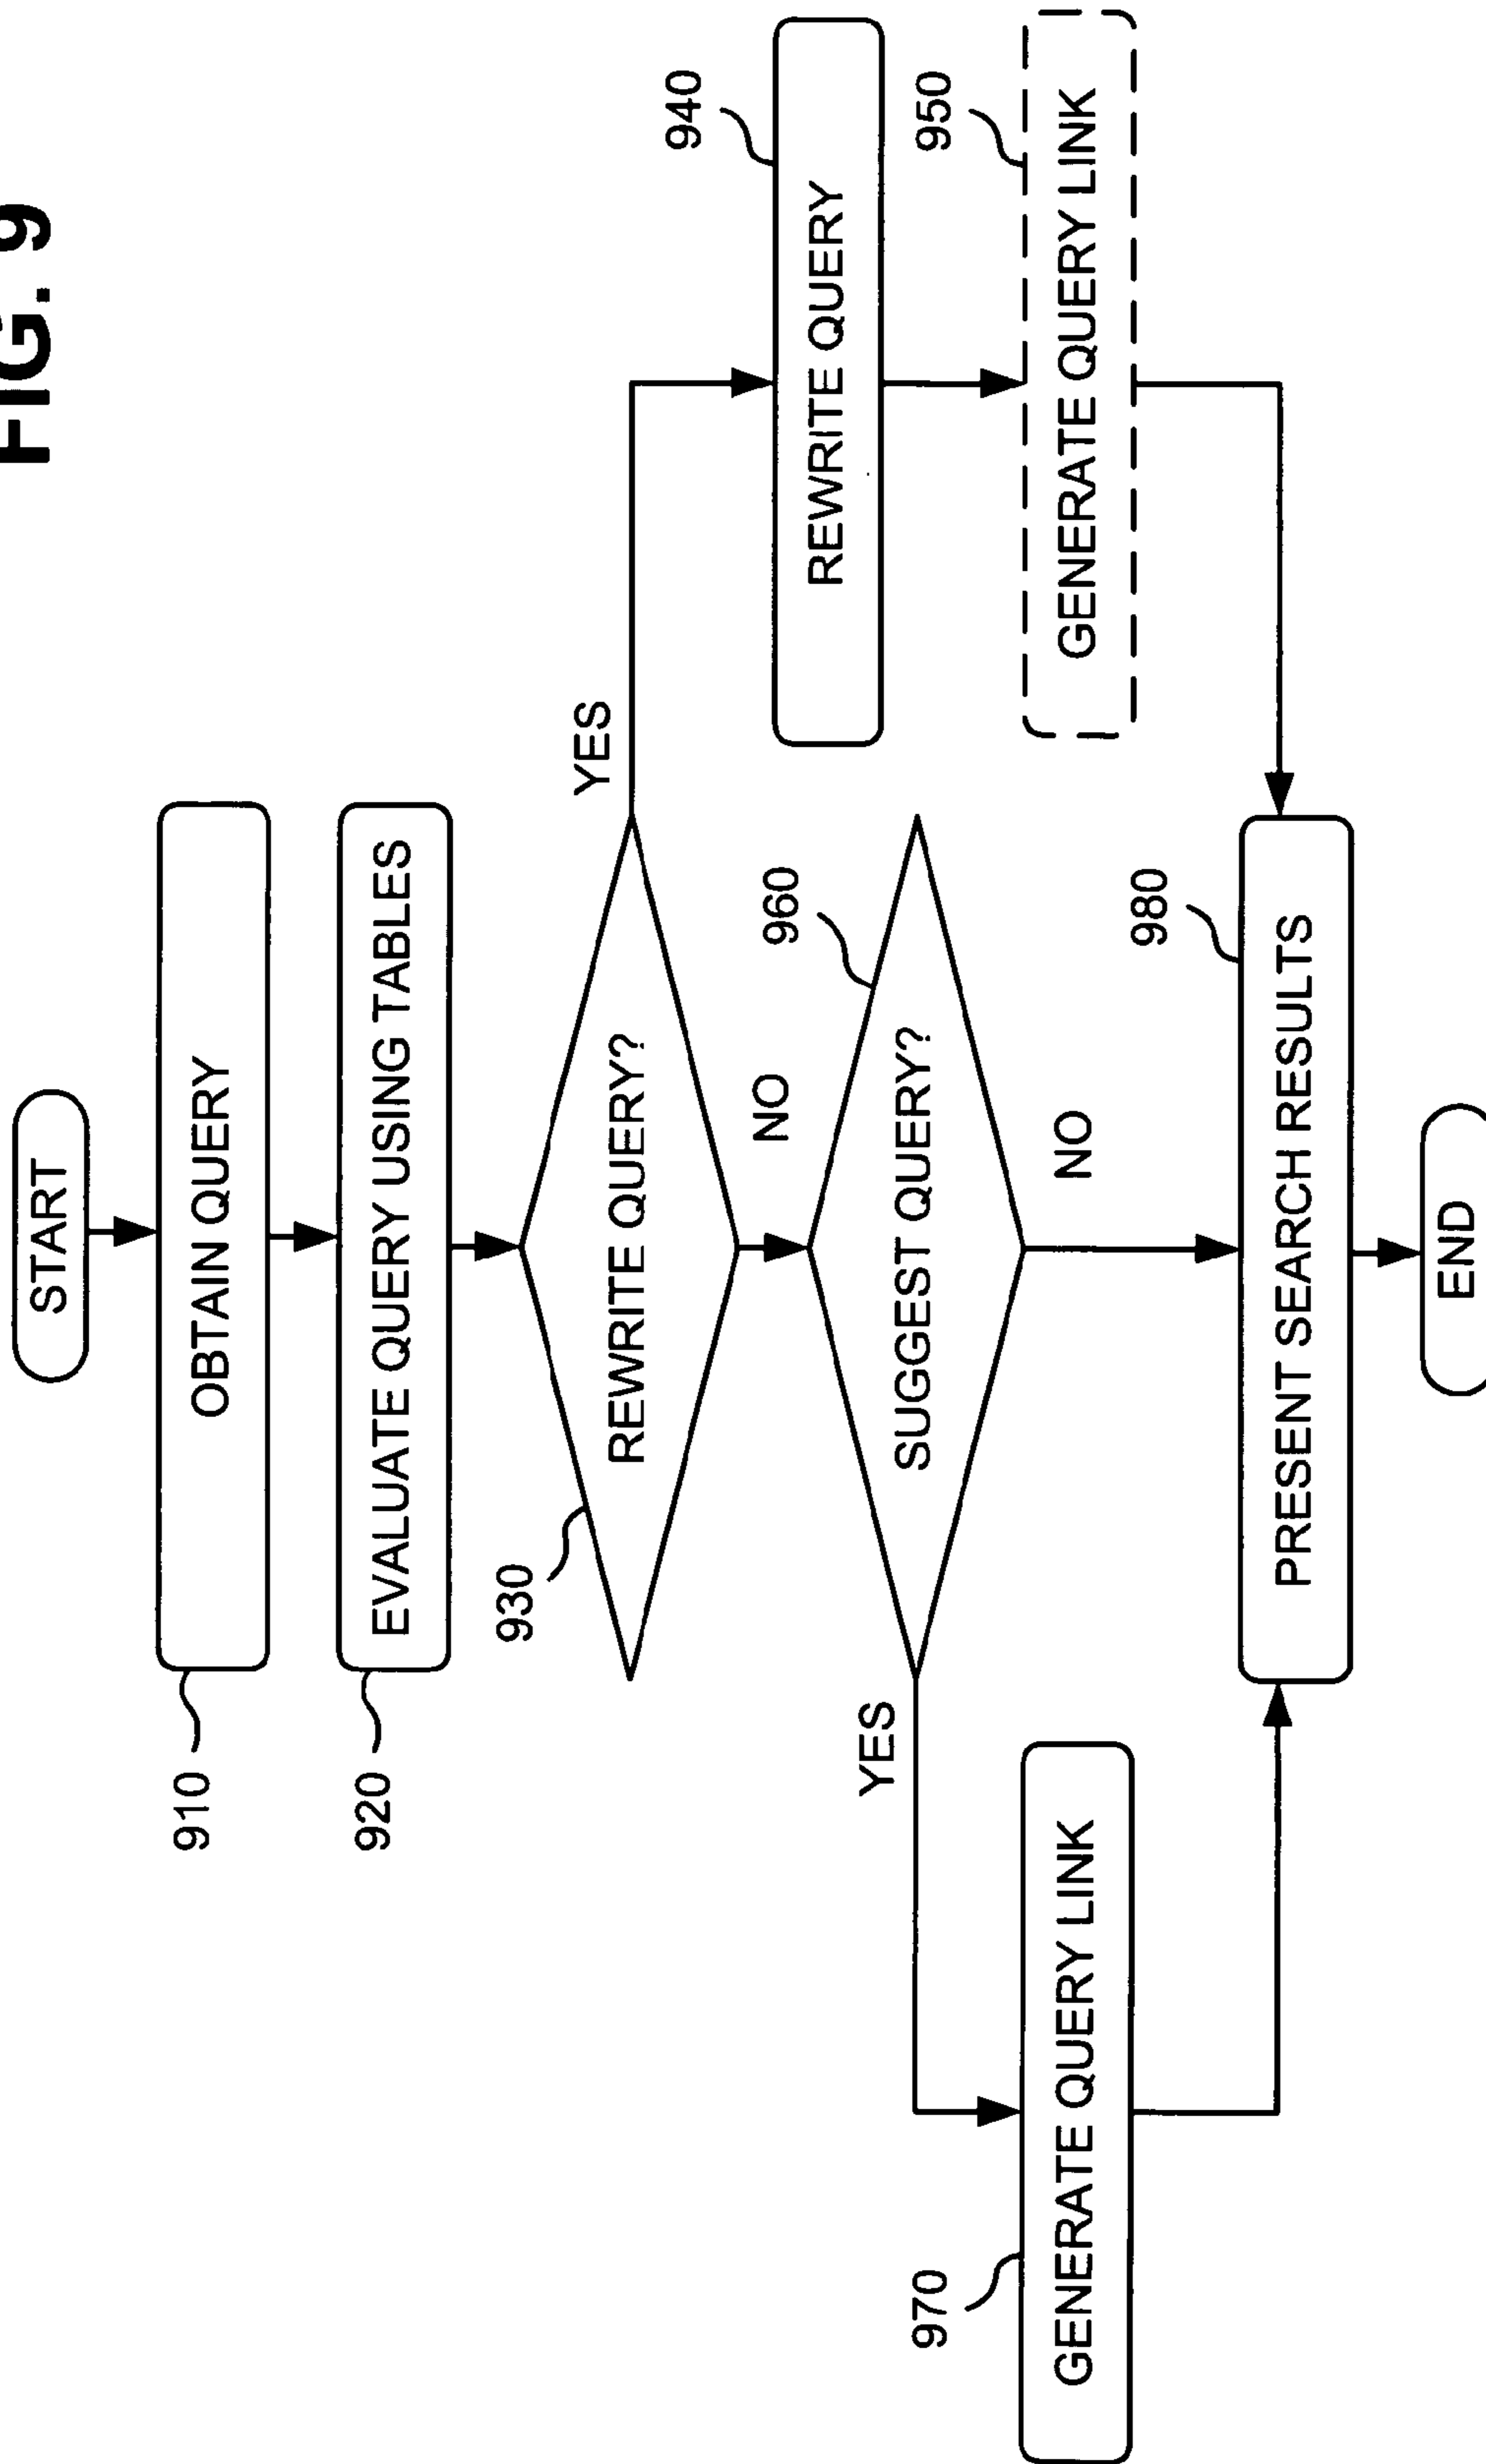 FIG. 9
START
910
OBTAIN QUERY
920
EVALUATE QUERY USING TABLES
930
REWRITE QUERY?
YES
940
REWRITE QUERY
950
GENERATE QUERY LINK
NO
960
SUGGEST QUERY?
YES
970
GENERATE QUERY LINK
NO
980
PRESENT SEARCH RESULTS
END